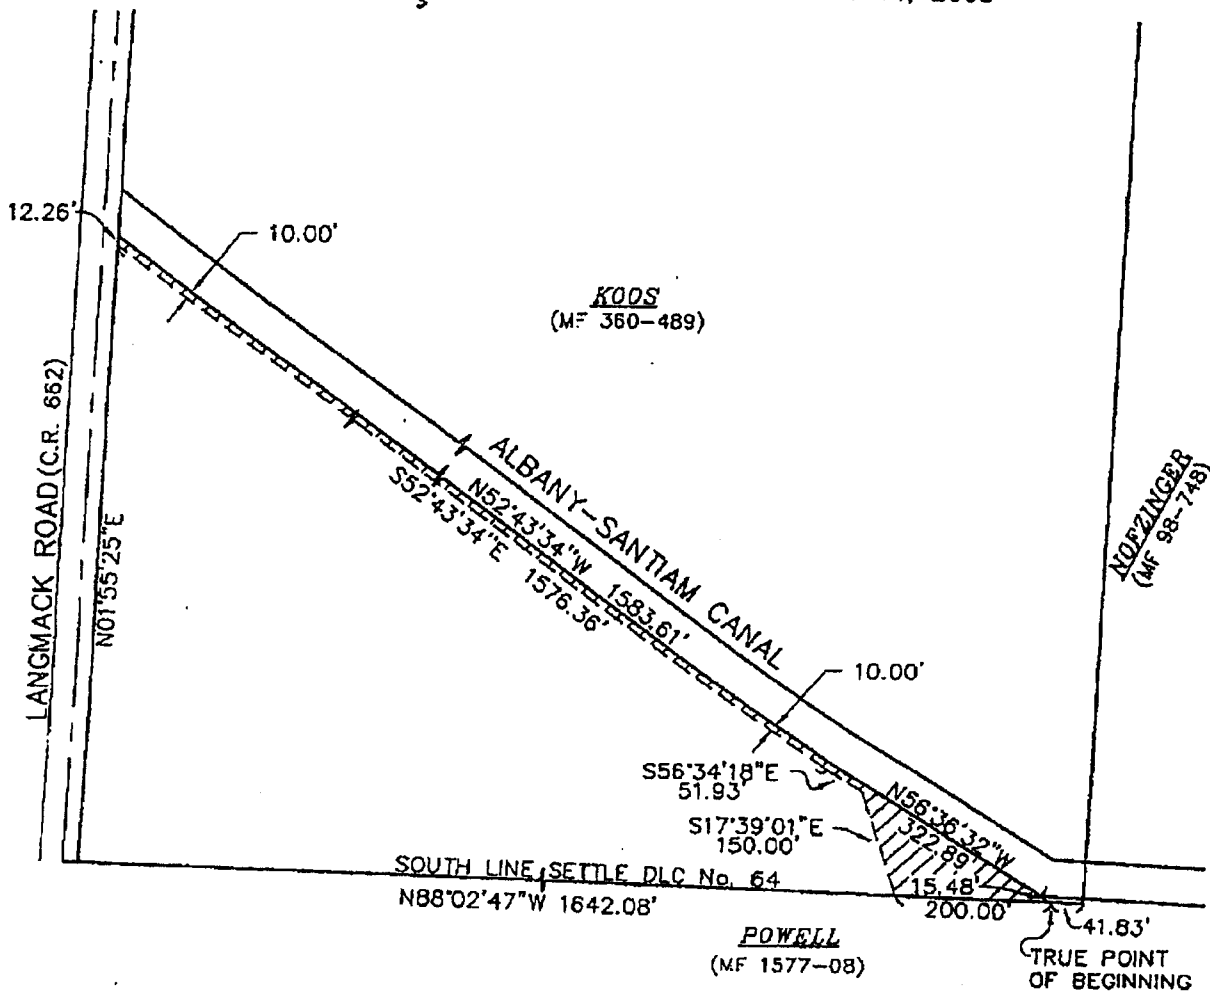 12.26'
10.00'
KOOS
(MF 360-489)
LANGMACK ROAD (C.R. 662)
N01°55'25"E
ALBANY-SANTIAM CANAL
N52°43'34"W 1583.61'
S52°43'34"E 1576.36'
NOFZINGER
(MF 98-748)
10.00'
S56°34'18"E
51.93'
N56°36'32"W
322.89'
S17°39'01"E
150.00'
SOUTH LINE SETTLE DLC No. 64
15.48'
N88°02'47"W 1642.08'
200.00'
41.83'
POWELL
(MF 1577-08)
TRUE POINT
OF BEGINNING